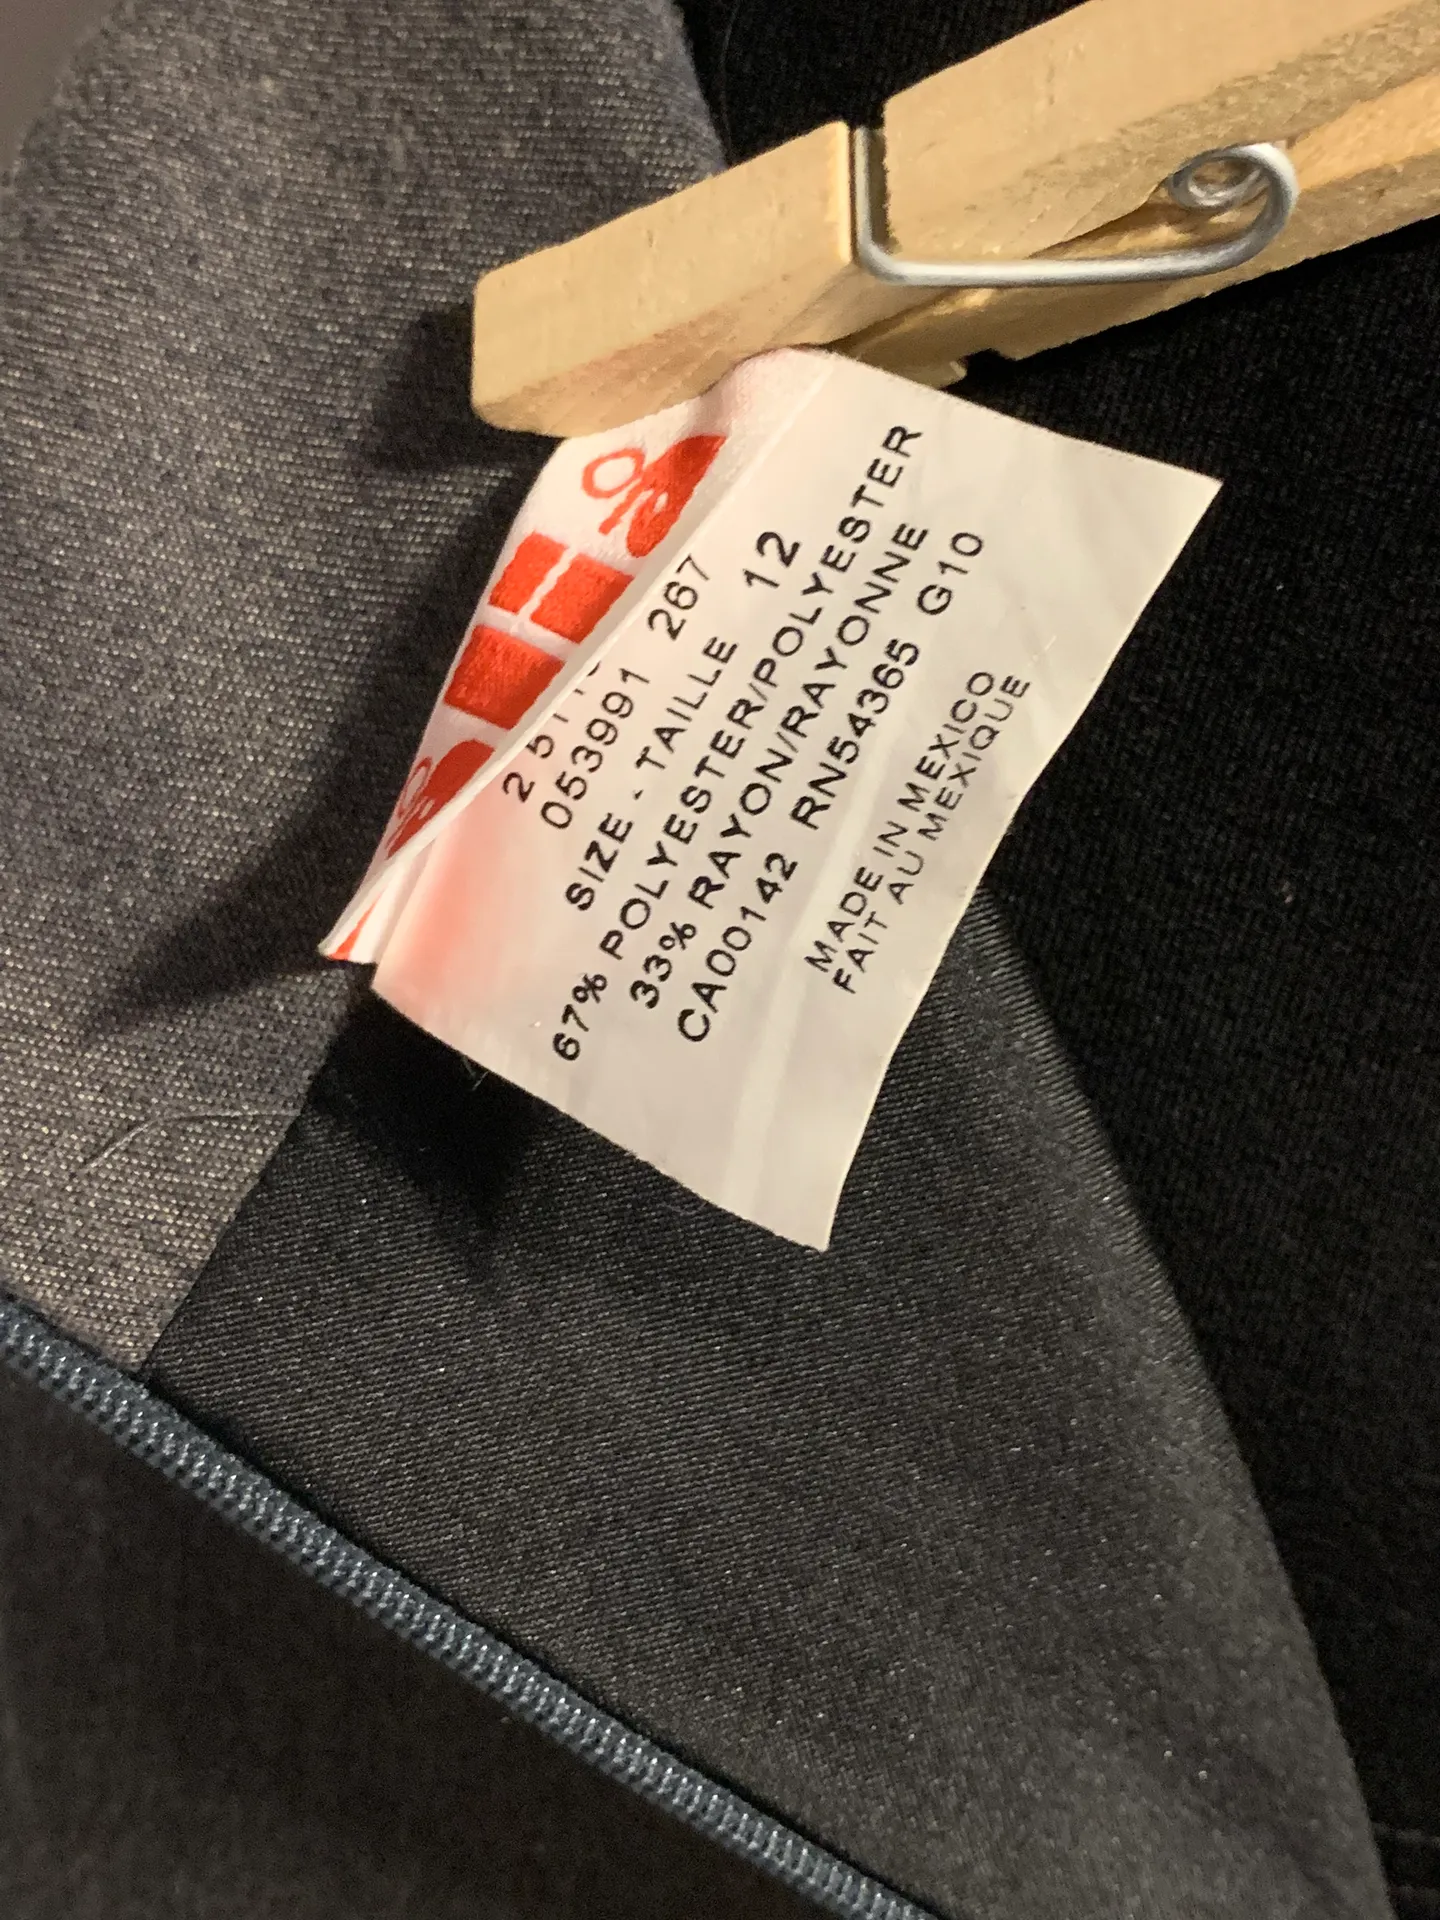 053991 267
SIZE - TAILLE 12
67% POLYESTER/POLYESTER
33% RAYON/RAYONNE
CA00142 RN54365 G10
MADE IN MEXICO
FAIT AU MEXIQUE